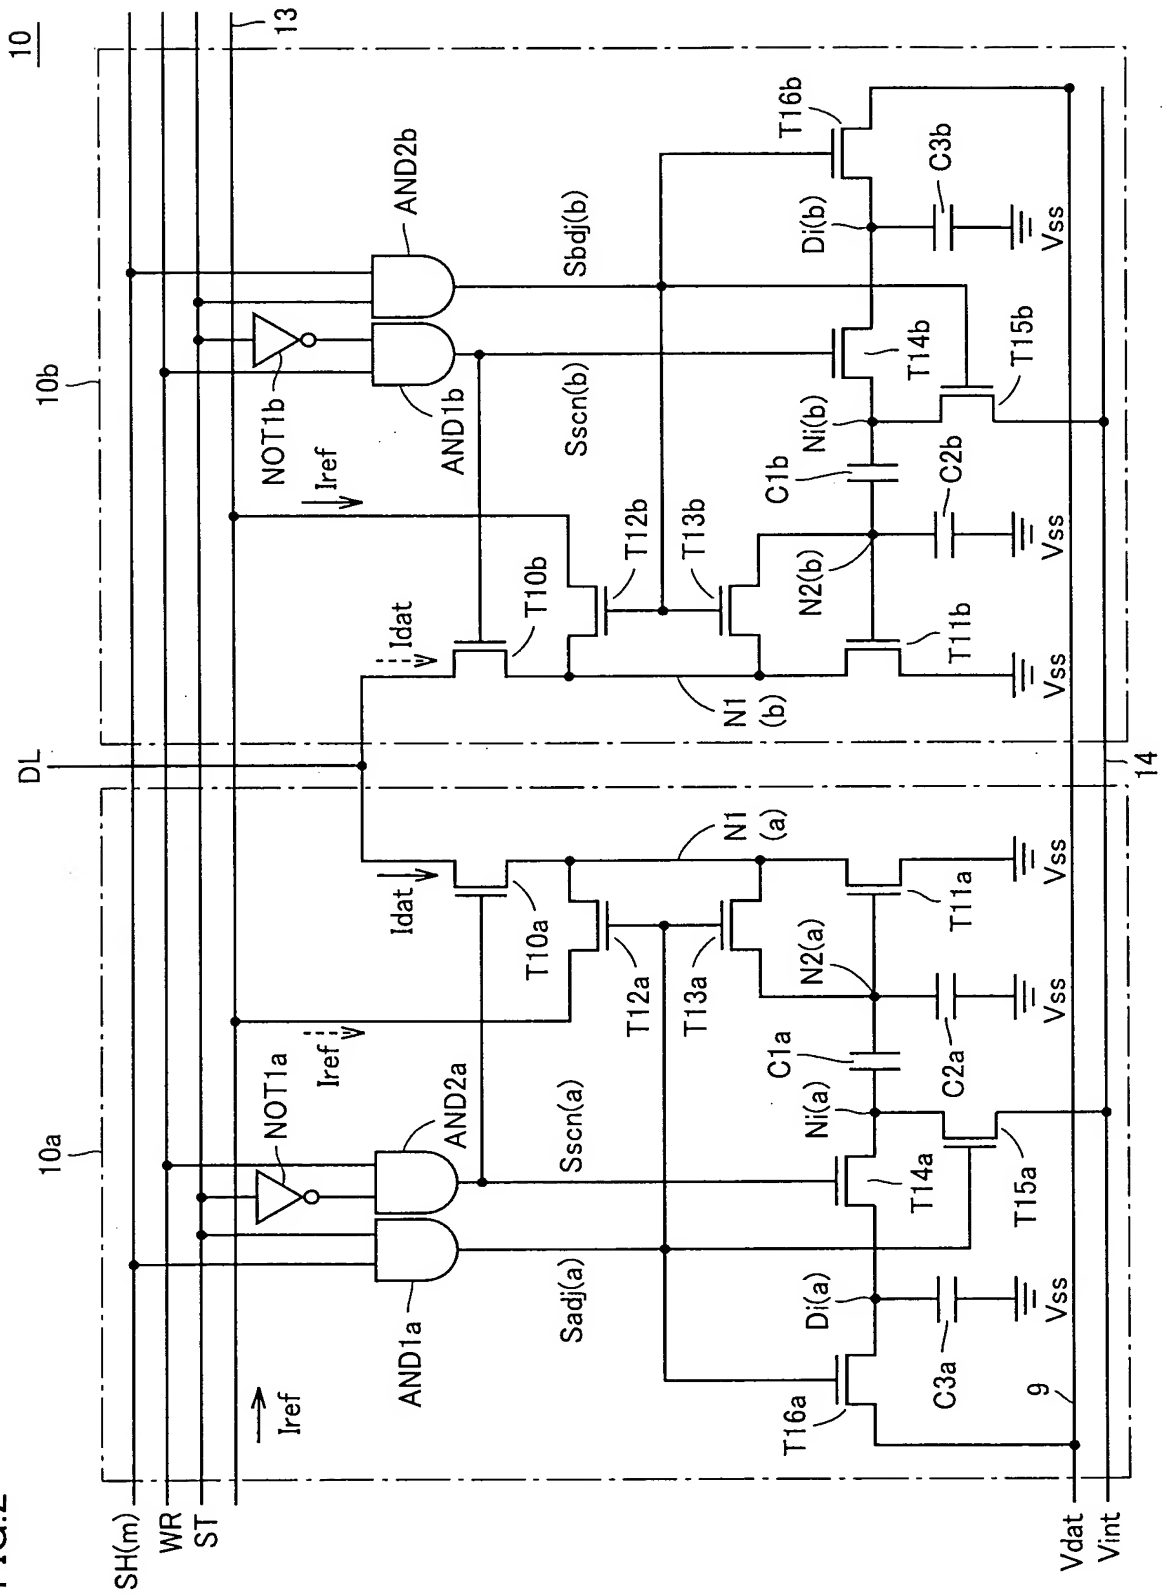 FIG.2
10
10a
DL
10b
SH(m)
WR
ST
13
NOT1a
NOT1b
Iref
Iref
Idat
Idat
Iref
AND1a
AND2a
AND1b
AND2b
T10a
T10b
Sadj(a)
Sscn(a)
Sscn(b)
Sbdj(b)
T12a
T12b
T13a
T13b
N1
(a)
N1
(b)
T16a
Di(a)
Ni(a)
C1a
N2(a)
N2(b)
C1b
Ni(b)
Di(b)
T16b
T14a
T14b
C3a
T15a
C2a
T11a
T11b
C2b
T15b
C3b
Vss
Vss
Vss
Vss
Vss
Vss
9
Vdat
Vint
14